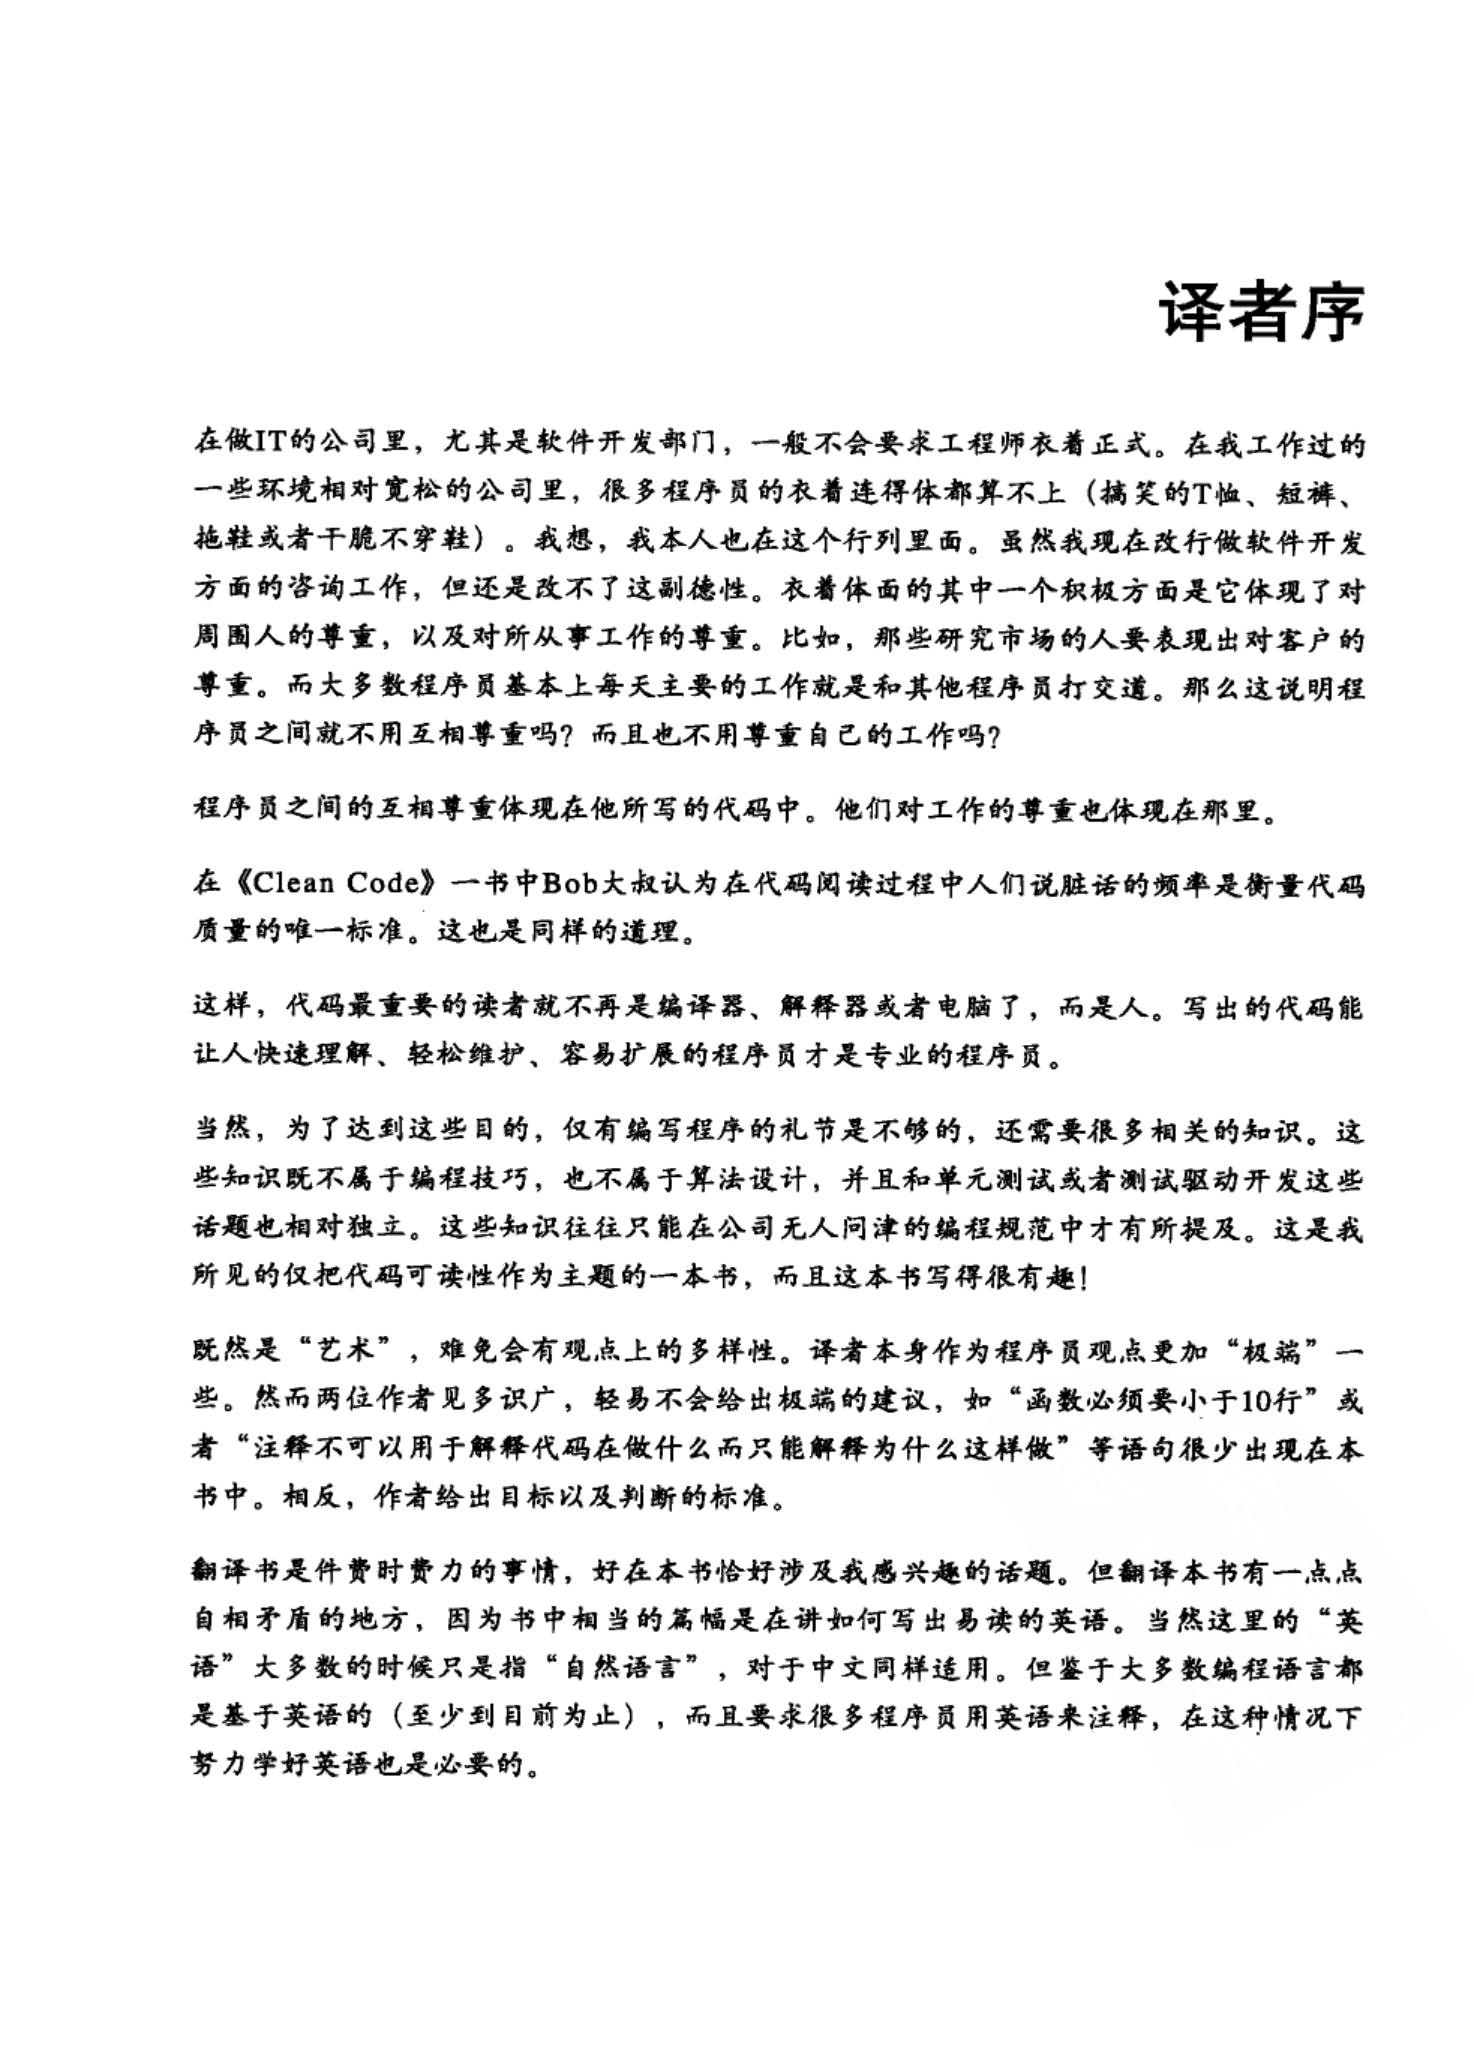 译者序
在做IT的公司里，尤其是软件开发部门，一般不会要求工程师衣着正式。在我工作过的
一些环境相对宽松的公司里，很多程序员的衣着连得体都算不上（搞笑的T恤、短裤、
拖鞋或者干脆不穿鞋）。我想，我本人也在这个行列里面。虽然我现在改行做软件开发
方面的咨询工作，但还是改不了这副德性。衣着体面的其中一个积极方面是它体现了对
周围人的尊重，以及对所从事工作的尊重。比如，那些研究市场的人要表现出对客户的
尊重。而大多数程序员基本上每天主要的工作就是和其他程序员打交道。那么这说明程
序员之间就不用互相尊重吗？而且也不用尊重自己的工作吗？
程序员之间的互相尊重体现在他所写的代码中。他们对工作的尊重也体现在那里。
在《Clean Code》一书中Bob大叔认为在代码阅读过程中人们说脏话的频率是衡量代码
质量的唯一标准。这也是同样的道理。
这样，代码最重要的读者就不再是编译器、解释器或者电脑了，而是人。写出的代码能
让人快速理解、轻松维护、容易扩展的程序员才是专业的程序员。
当然，为了达到这些目的，仅有编写程序的礼节是不够的，还需要很多相关的知识。这
些知识既不属于编程技巧，也不属于算法设计，并且和单元测试或者测试驱动开发这些
话题也相对独立。这些知识往往只能在公司无人问津的编程规范中才有所提及。这是我
所见的仅把代码可读性作为主题的一本书，而且这本书写得很有趣！
既然是“艺术”，难免会有观点上的多样性。译者本身作为程序员观点更加“极端”一
些。然而两位作者见多识广，轻易不会给出极端的建议，如“函数必须要小于10行”或
者“注释不可以用于解释代码在做什么而只能解释为什么这样做”等语句很少出现在本
书中。相反，作者给出目标以及判断的标准。
翻译书是件费时费力的事情，好在本书恰好涉及我感兴趣的话题。但翻译本书有一点点
自相矛盾的地方，因为书中相当的篇幅是在讲如何写出易读的英语。当然这里的“英
语”大多数的时候只是指“自然语言”，对于中文同样适用。但鉴于大多数编程语言都
是基于英语的（至少到目前为止），而且要求很多程序员用英语来注释，在这种情况下
努力学好英语也是必要的。